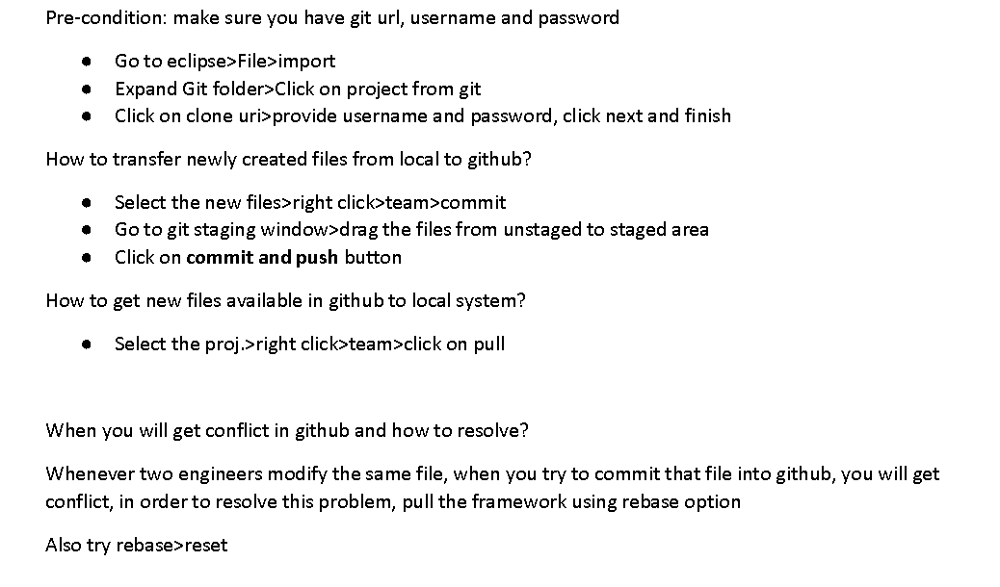 Pre-condition: make sure you have git url, username and password
● Go to eclipse>File>import
● Expand Git folder>Click on project from git
● Click on clone uri>provide username and password, click next and finish
How to transfer newly created files from local to github?
● Select the new files>right click>team>commit
● Go to git staging window>drag the files from unstaged to staged area
● Click on commit and push button
How to get new files available in github to local system?
● Select the proj.>right click>team>click on pull
When you will get conflict in github and how to resolve?
Whenever two engineers modify the same file, when you try to commit that file into github, you will get
conflict, in order to resolve this problem, pull the framework using rebase option
Also try rebase>reset